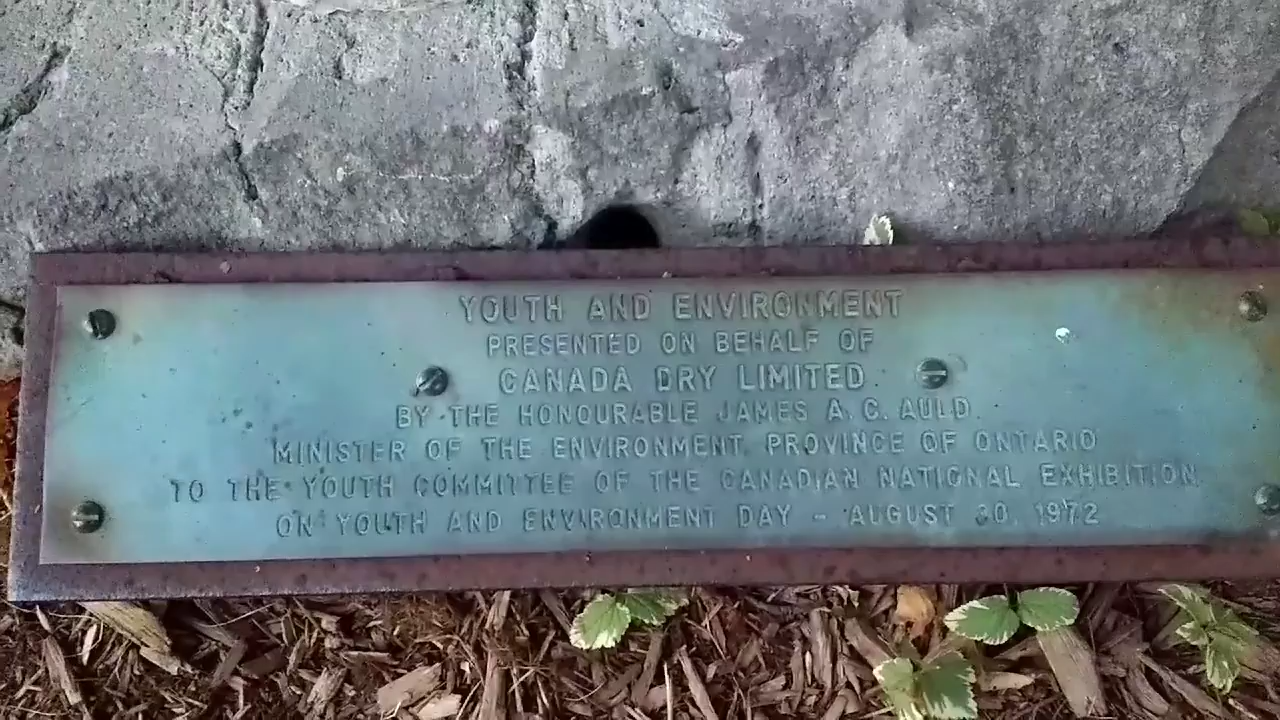 YOUTH AND ENVIRONMENT
PRESENTED ON BEHALF OF
CANADA DRY LIMITED
BY THE HONOURABLE JAMES A. C. AULD
MINISTER OF THE ENVIRONMENT, PROVINCE OF ONTARIO
TO THE YOUTH COMMITTEE OF THE CANADIAN NATIONAL EXHIBITION
ON YOUTH AND ENVIRONMENT DAY – AUGUST 30, 1972